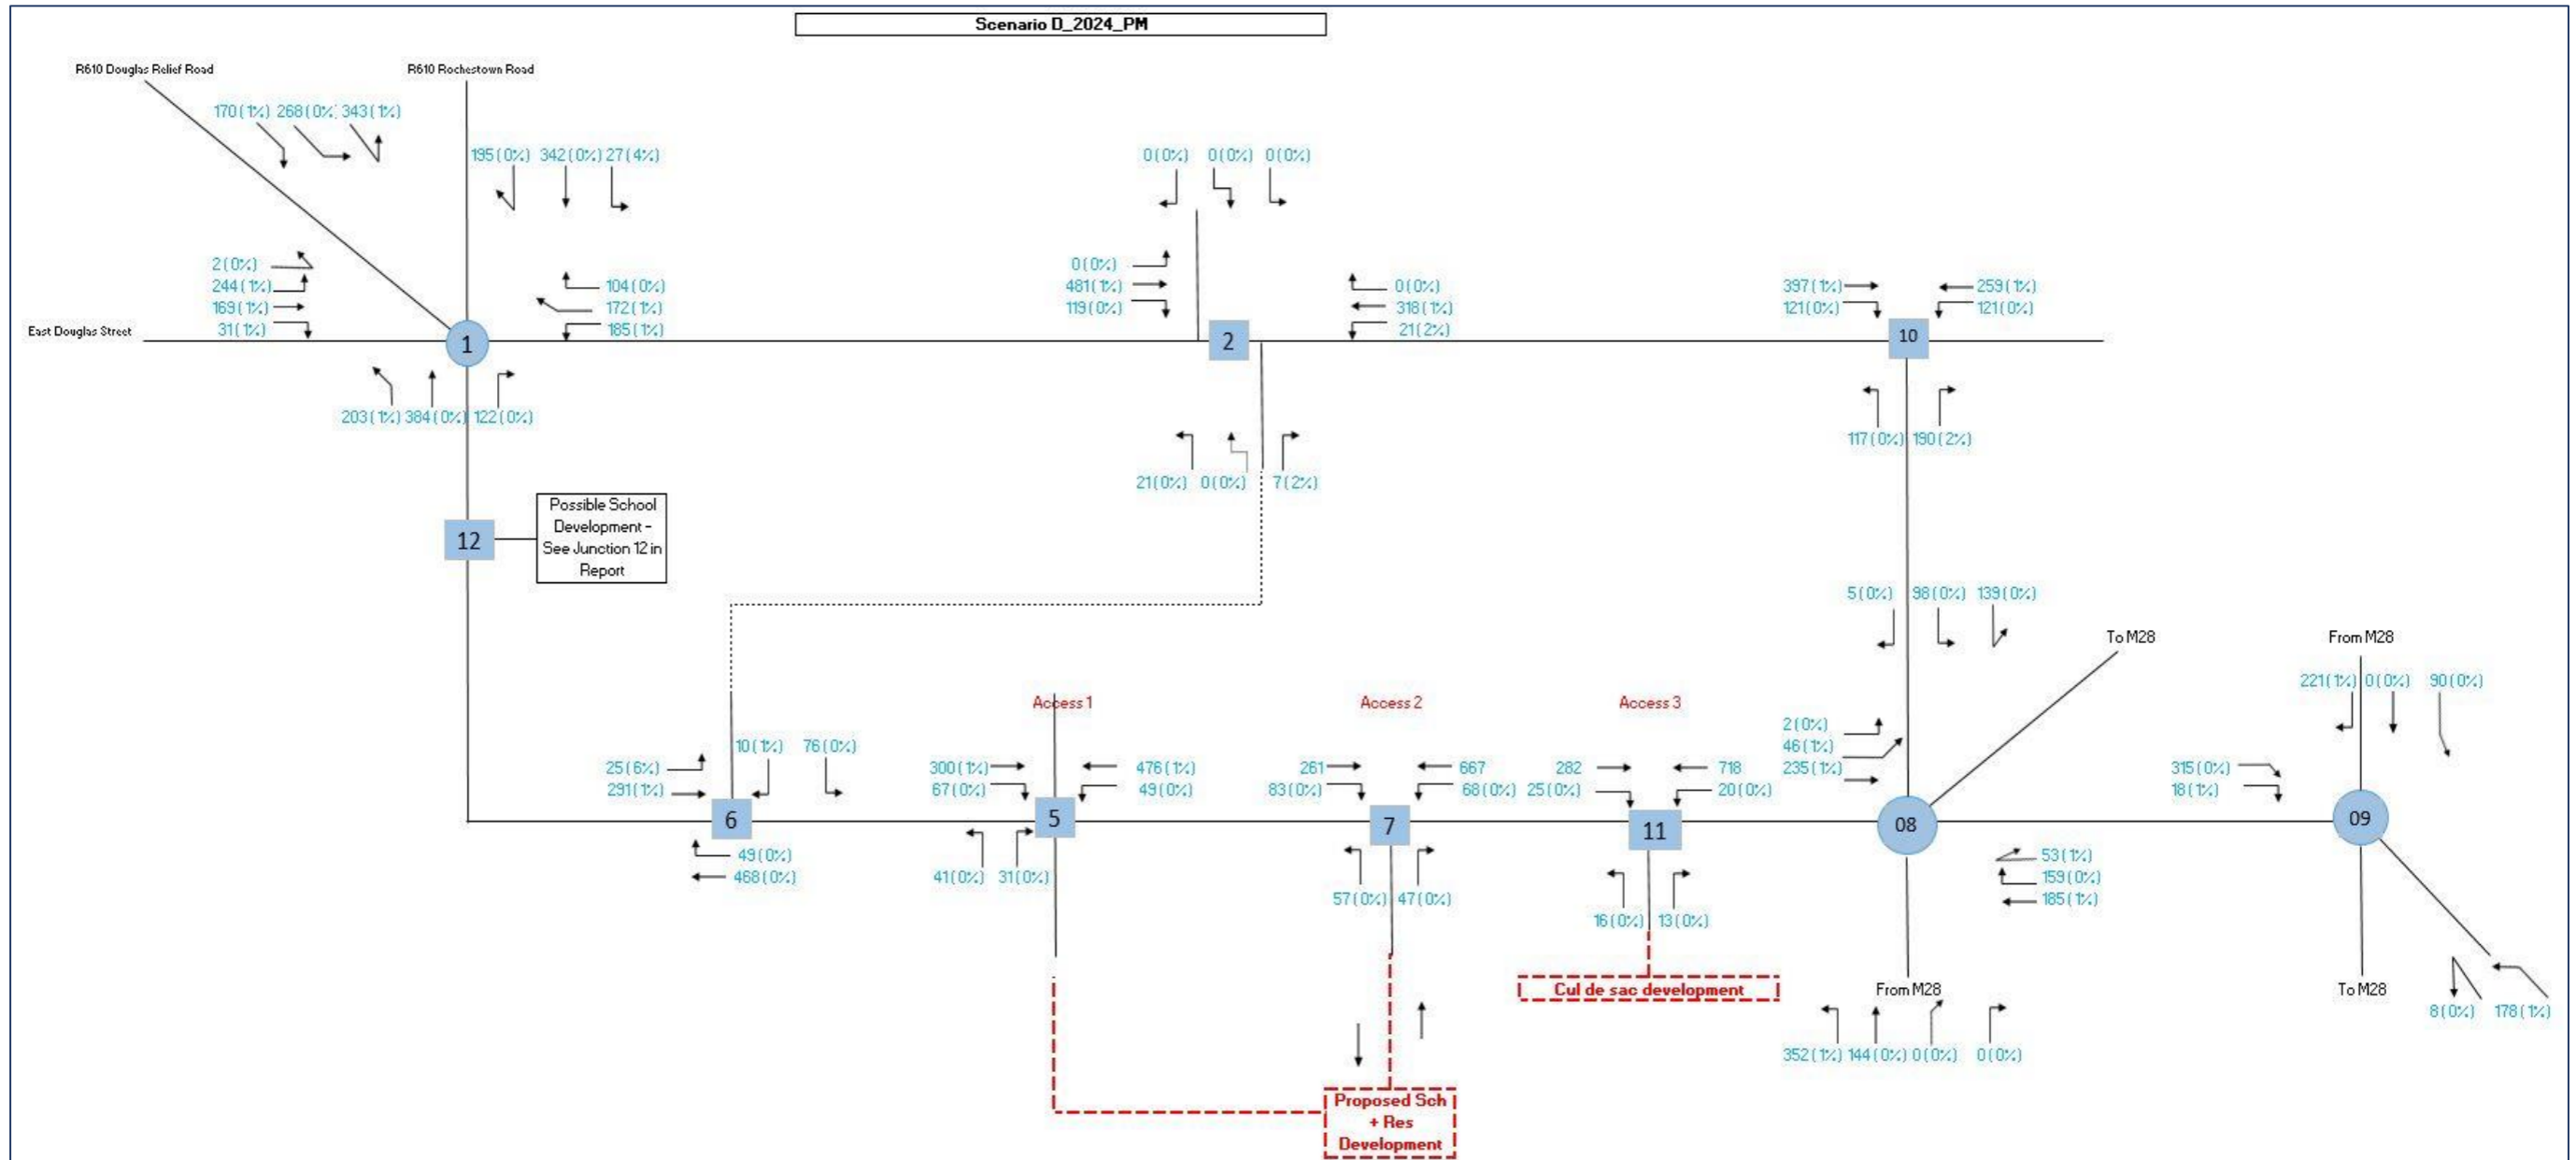 Scenario D_2024_PM
R610 Douglas Relief Road
R610 Rochestown Road
170(1%) 268(0%) 343(1%)
195(0%) 342(0%) 27(4%)
0(0%) 0(0%) 0(0%)
2(0%)
244(1%)
169(1%)
31(1%)
104(0%)
172(1%)
185(1%)
0(0%)
481(1%)
119(0%)
0(0%)
318(1%)
21(2%)
397(1%)
121(0%)
259(1%)
121(0%)
East Douglas Street
1
2
10
203(1%) 384(0%) 122(0%)
117(0%) 190(2%)
21(0%) 0(0%) 7(2%)
12
Possible School
Development -
See Junction 12 in
Report
5(0%) 98(0%) 139(0%)
To M28
From M28
221(1%) 0(0%) 90(0%)
Access 1
Access 2
Access 3
25(6%)
291(1%)
10(1%) 76(0%)
300(1%)
67(0%)
476(1%)
49(0%)
261
83(0%)
667
68(0%)
282
25(0%)
718
20(0%)
2(0%)
46(1%)
235(1%)
315(0%)
18(1%)
6
5
7
11
08
09
49(0%)
468(0%)
41(0%) 31(0%)
57(0%) 47(0%)
16(0%) 13(0%)
53(1%)
159(0%)
185(1%)
Cul de sac development
From M28
To M28
8(0%) 178(1%)
352(1%) 144(0%) 0(0%) 0(0%)
Proposed Sch
+ Res
Development